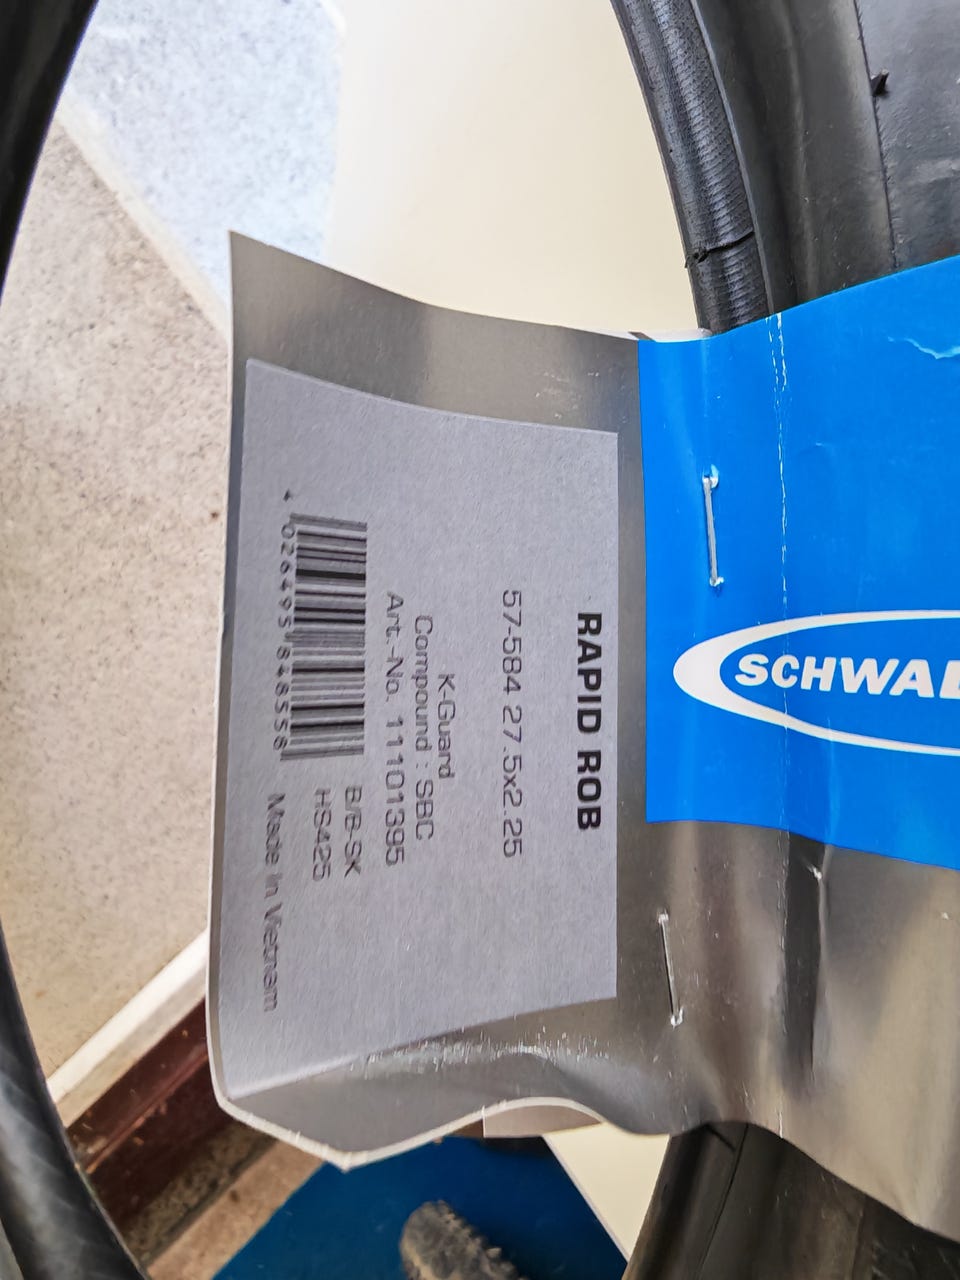 RAPID ROB
57-584 27.5x2.25
K-Guard
Compound : SBC
Art.-No. 11101395
B/B-SK
HS425
4 026495 848558
Made in Vietnam